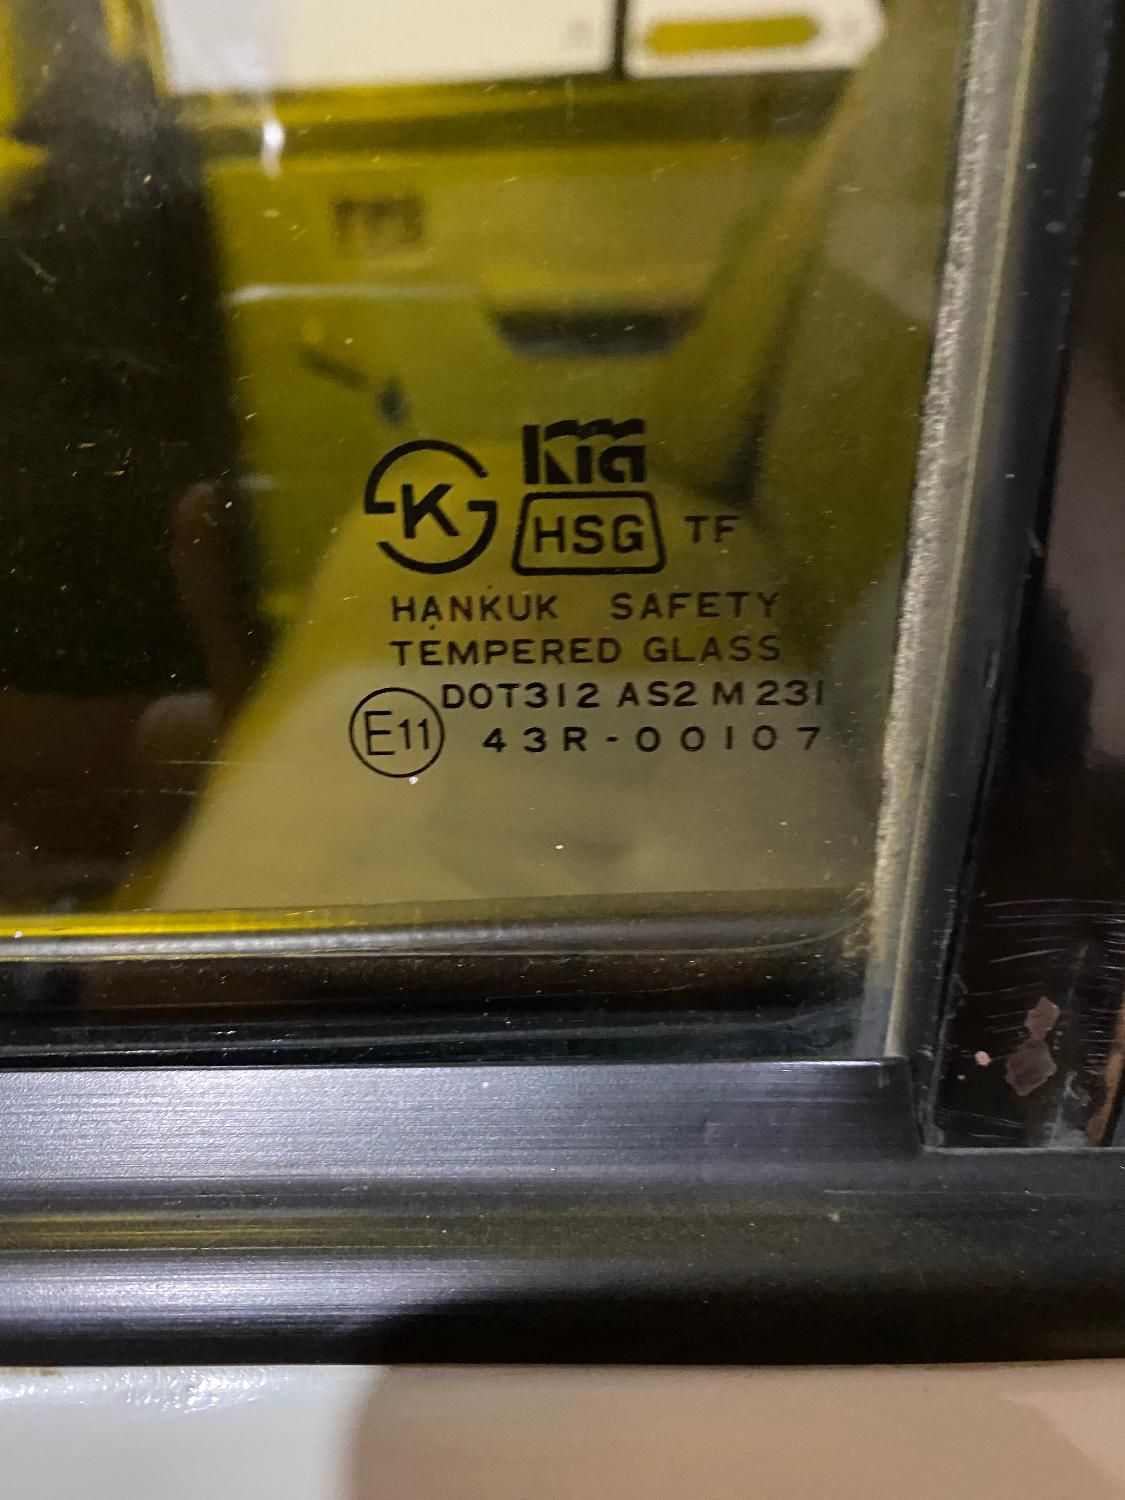 K
KIA
HSG TF
HANKUK SAFETY
TEMPERED GLASS
DOT312 AS2 M231
E11 43R-00107